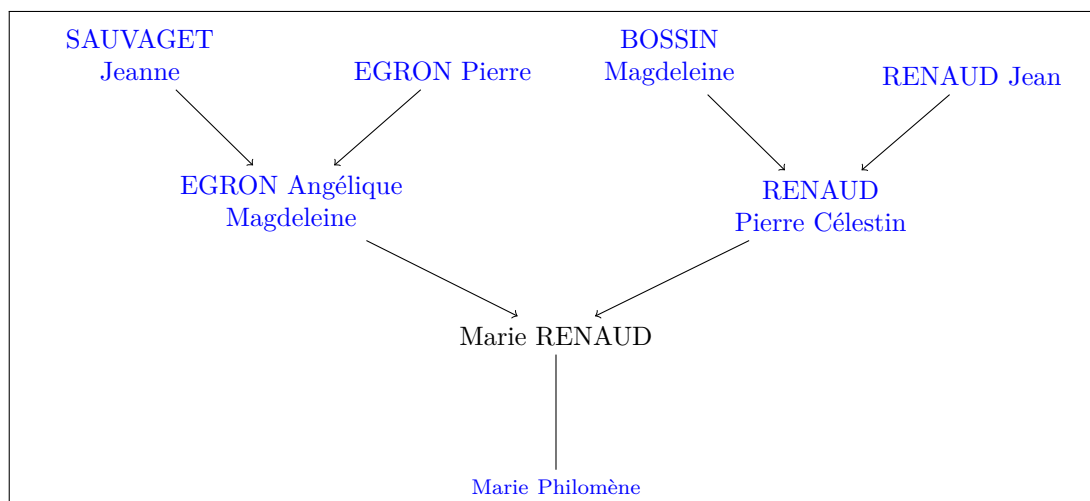 SAUVAGET
Jeanne
EGRON Pierre
BOSSIN
Magdeleine
RENAUD Jean
EGRON Angélique
Magdeleine
RENAUD
Pierre Célestin
Marie RENAUD
Marie Philomène